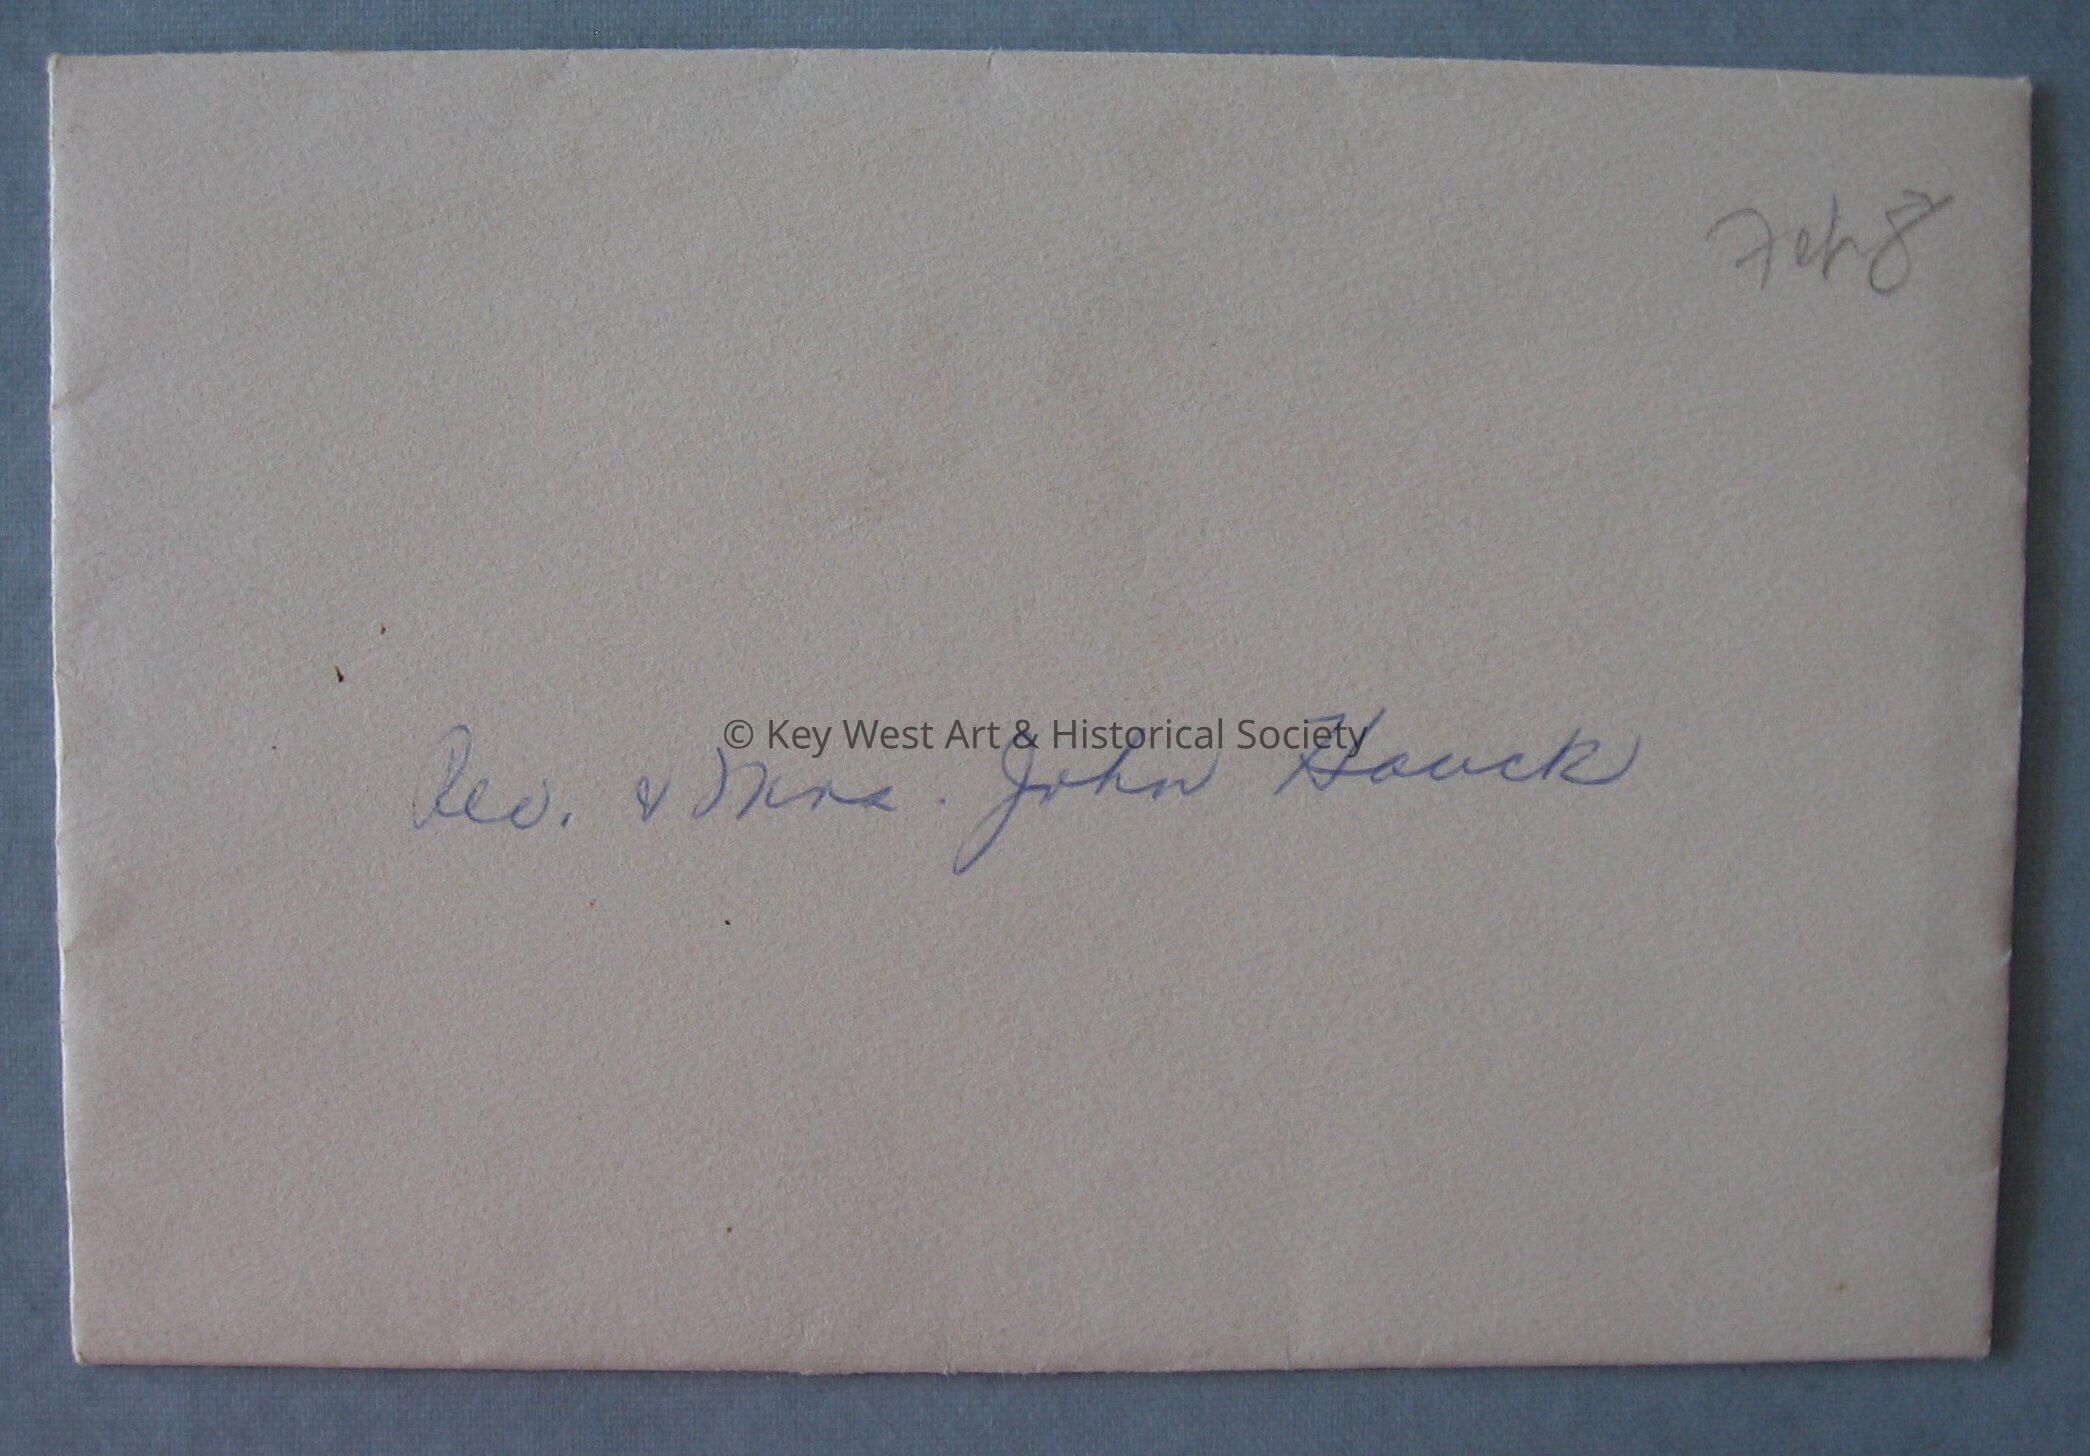 Feb 8
© Key West Art & Historical Society
Rev. & Mrs. John Houck